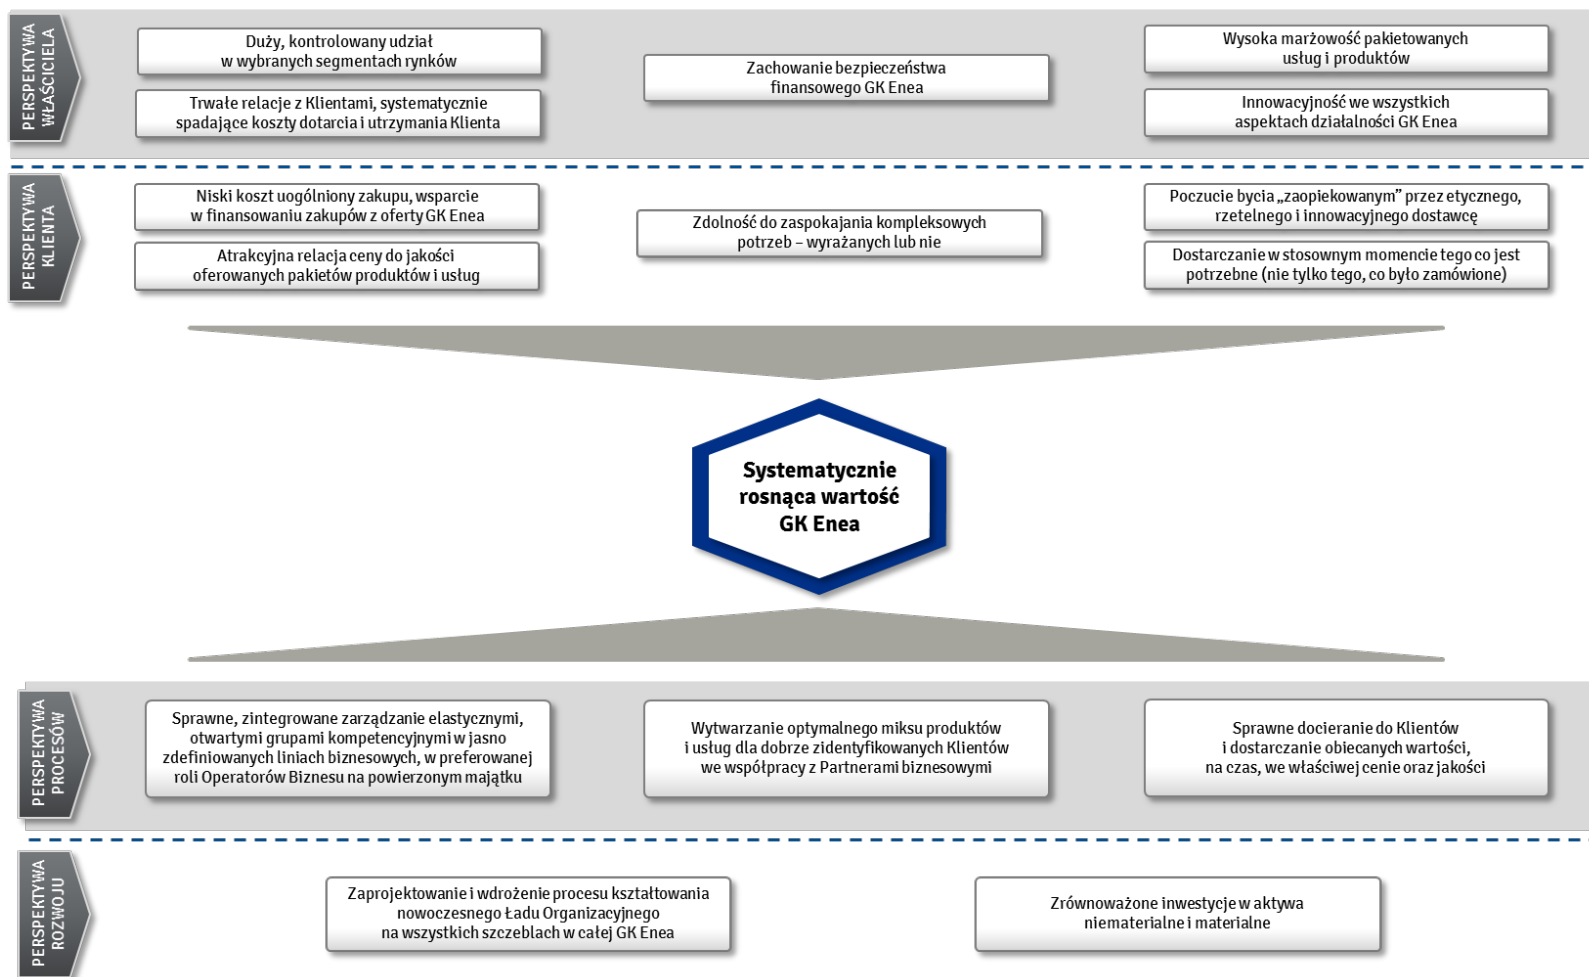 PERSPEKTYWA
WŁAŚCICIELA
Duży, kontrolowany udział
w wybranych segmentach rynków
Trwałe relacje z Klientami, systematycznie
spadające koszty dotarcia i utrzymania Klienta
Zachowanie bezpieczeństwa
finansowego GK Enea
Wysoka marżowość pakietowanych
usług i produktów
Innowacyjność we wszystkich
aspektach działalności GK Enea
PERSPEKTYWA
KLIENTA
Niski koszt uogólniony zakupu, wsparcie
w finansowaniu zakupów z oferty GK Enea
Atrakcyjna relacja ceny do jakości
oferowanych pakietów produktów i usług
Zdolność do zaspokajania kompleksowych
potrzeb – wyrażanych lub nie
Poczucie bycia „zaopiekowanym” przez etycznego,
rzetelnego i innowacyjnego dostawcę
Dostarczanie w stosownym momencie tego co jest
potrzebne (nie tylko tego, co było zamówione)
Systematycznie
rosnąca wartość
GK Enea
PERSPEKTYWA
PROCESÓW
Sprawne, zintegrowane zarządzanie elastycznymi,
otwartymi grupami kompetencyjnymi w jasno
zdefiniowanych liniach biznesowych, w preferowanej
roli Operatorów Biznesu na powierzonym majątku
Wytwarzanie optymalnego miksu produktów
i usług dla dobrze zidentyfikowanych Klientów
we współpracy z Partnerami biznesowymi
Sprawne docieranie do Klientów
i dostarczanie obiecanych wartości,
na czas, we właściwej cenie oraz jakości
PERSPEKTYWA
ROZWOJU
Zaprojektowanie i wdrożenie procesu kształtowania
nowoczesnego Ładu Organizacyjnego
na wszystkich szczeblach w całej GK Enea
Zrównoważone inwestycje w aktywa
niematerialne i materialne